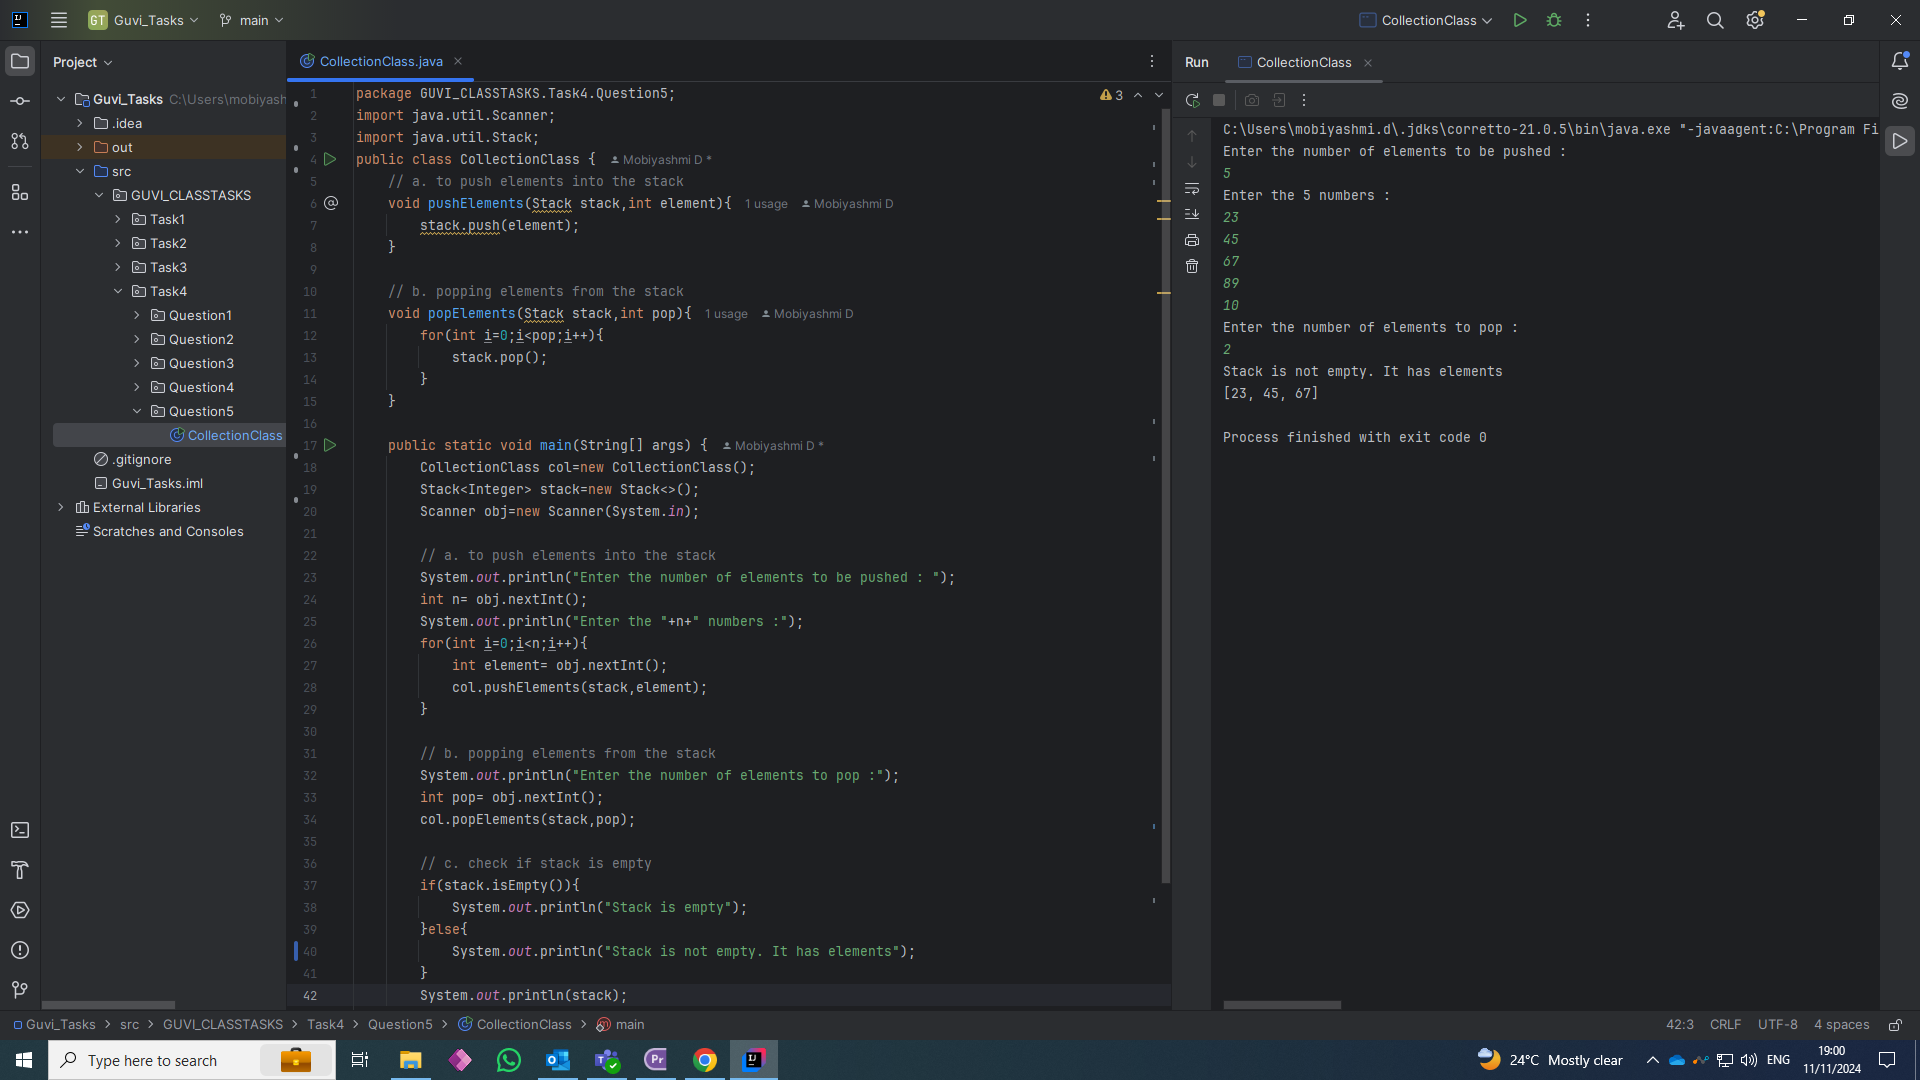 GT Guvi_Tasks main CollectionClass
Project
Guvi_Tasks C:\Users\mobiyash
.idea
out
src
GUVI_CLASSTASKS
Task1
Task2
Task3
Task4
Question1
Question2
Question3
Question4
Question5
CollectionClass
.gitignore
Guvi_Tasks.iml
External Libraries
Scratches and Consoles
CollectionClass.java
3
1 package GUVI_CLASSTASKS.Task4.Question5;
2 import java.util.Scanner;
3 import java.util.Stack;
4 public class CollectionClass { Mobiyashmi D *
5 // a. to push elements into the stack
6 void pushElements(Stack stack,int element){ 1 usage Mobiyashmi D
7 stack.push(element);
8 }
9
10 // b. popping elements from the stack
11 void popElements(Stack stack,int pop){ 1 usage Mobiyashmi D
12 for(int i=0;i<pop;i++){
13 stack.pop();
14 }
15 }
16
17 public static void main(String[] args) { Mobiyashmi D *
18 CollectionClass col=new CollectionClass();
19 Stack<Integer> stack=new Stack<>();
20 Scanner obj=new Scanner(System.in);
21
22 // a. to push elements into the stack
23 System.out.println("Enter the number of elements to be pushed : ");
24 int n= obj.nextInt();
25 System.out.println("Enter the "+n+" numbers :");
26 for(int i=0;i<n;i++){
27 int element= obj.nextInt();
28 col.pushElements(stack,element);
29 }
30
31 // b. popping elements from the stack
32 System.out.println("Enter the number of elements to pop :");
33 int pop= obj.nextInt();
34 col.popElements(stack,pop);
35
36 // c. check if stack is empty
37 if(stack.isEmpty()){
38 System.out.println("Stack is empty");
39 }else{
40 System.out.println("Stack is not empty. It has elements");
41 }
42 System.out.println(stack);
Run CollectionClass
C:\Users\mobiyashmi.d\.jdks\corretto-21.0.5\bin\java.exe "-javaagent:C:\Program Fi
Enter the number of elements to be pushed :
5
Enter the 5 numbers :
23
45
67
89
10
Enter the number of elements to pop :
2
Stack is not empty. It has elements
[23, 45, 67]
Process finished with exit code 0
Guvi_Tasks > src > GUVI_CLASSTASKS > Task4 > Question5 > CollectionClass > main
42:3 CRLF UTF-8 4 spaces
Type here to search
24°C Mostly clear
ENG
19:00
11/11/2024